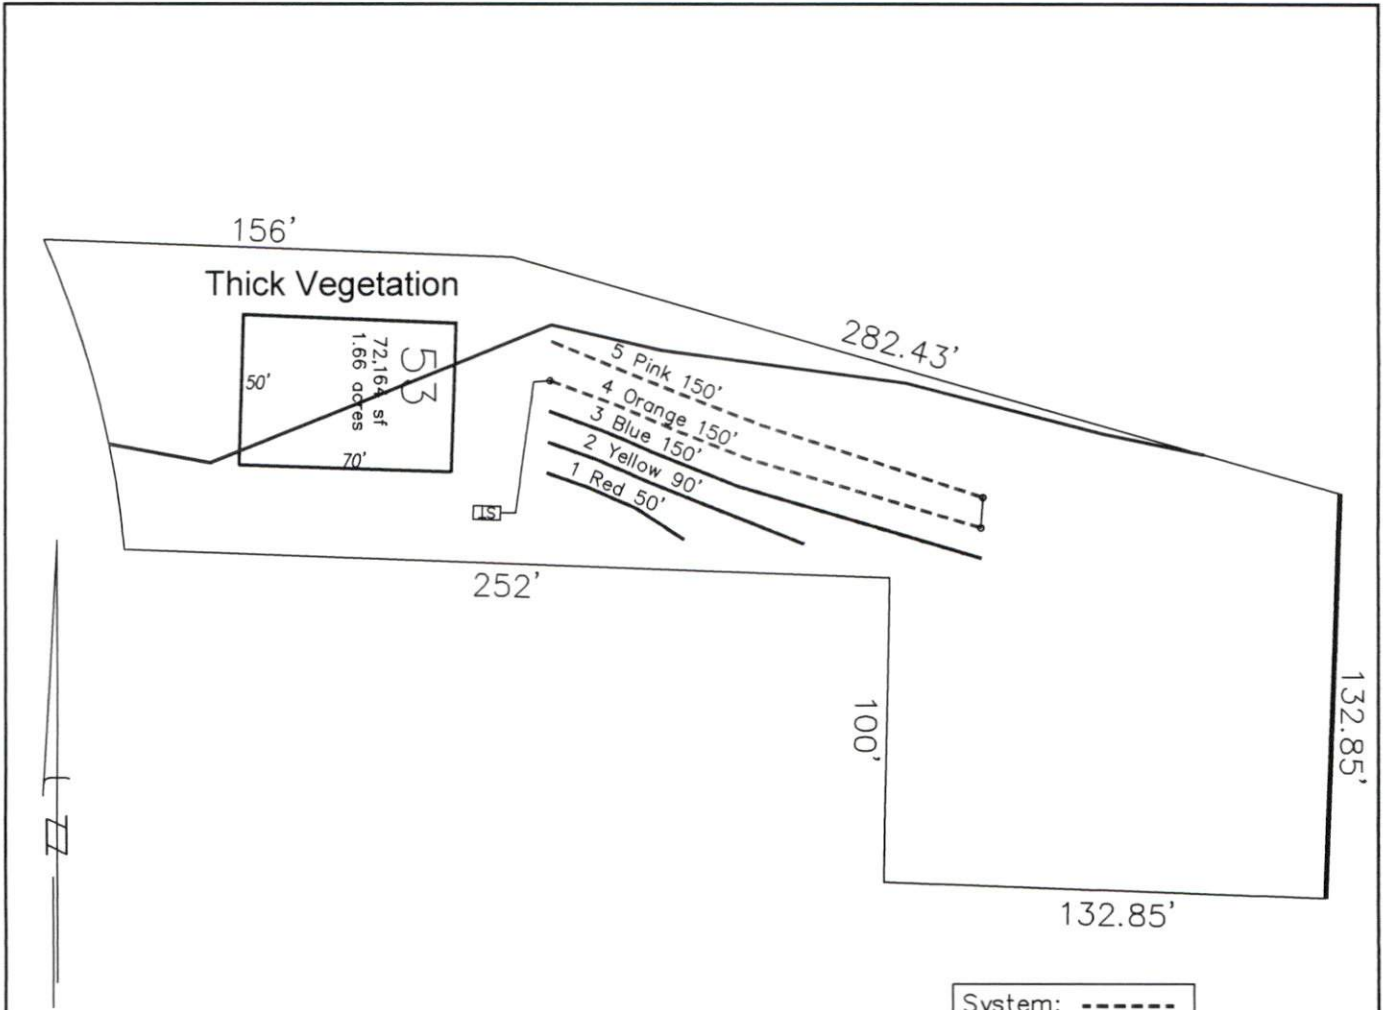 156'
Thick Vegetation
282.43'
50'
53
72,164 sf
1.66 acres
70'
5 Pink 150'
4 Orange 150'
3 Blue 150'
2 Yellow 90'
1 Red 50'
ST
252'
100'
132.85'
132.85'
N
System: ------